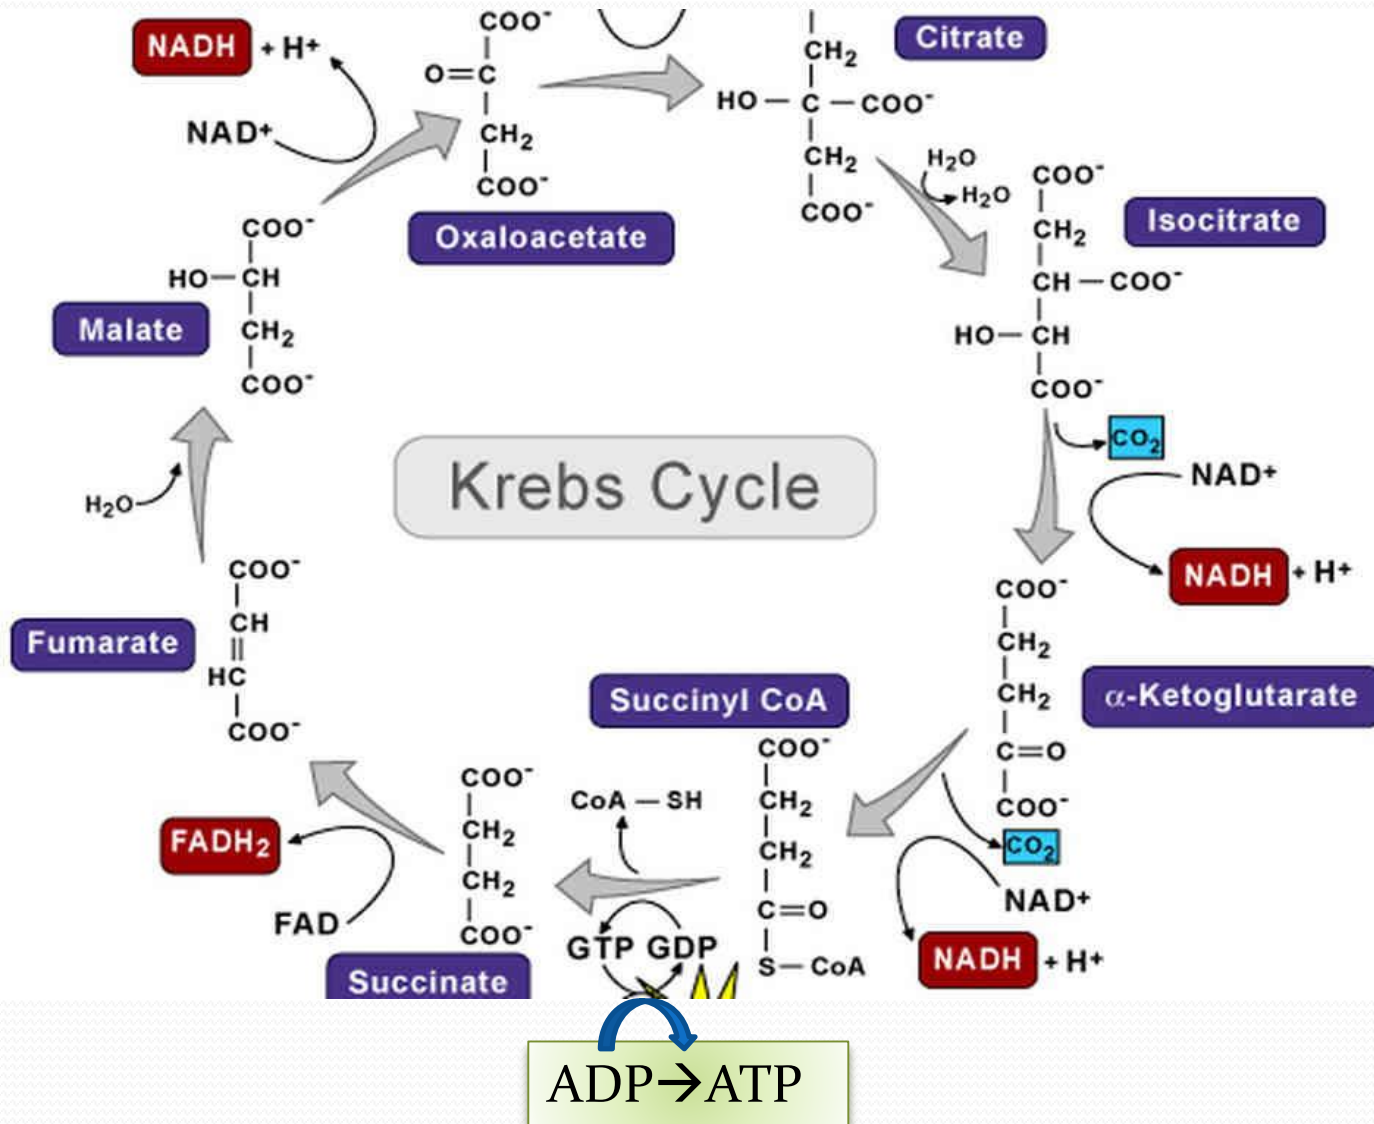 NADH + H+
NAD+
COO-
O=C
CH2
COO-
Oxaloacetate
CH2
HO — C — COO-
CH2
COO-
Citrate
H2O
H2O
COO-
CH2
CH — COO-
HO — CH
COO-
Isocitrate
CO2
NAD+
NADH + H+
COO-
CH2
CH2
C=O
COO-
α-Ketoglutarate
CO2
NAD+
NADH + H+
Succinyl CoA
COO-
CH2
CH2
C=O
S — CoA
CoA — SH
GTP GDP
COO-
CH2
CH2
COO-
Succinate
FADH2
FAD
COO-
CH
HC
COO-
Fumarate
H2O
COO-
HO — CH
CH2
COO-
Malate
Krebs Cycle
ADP→ATP